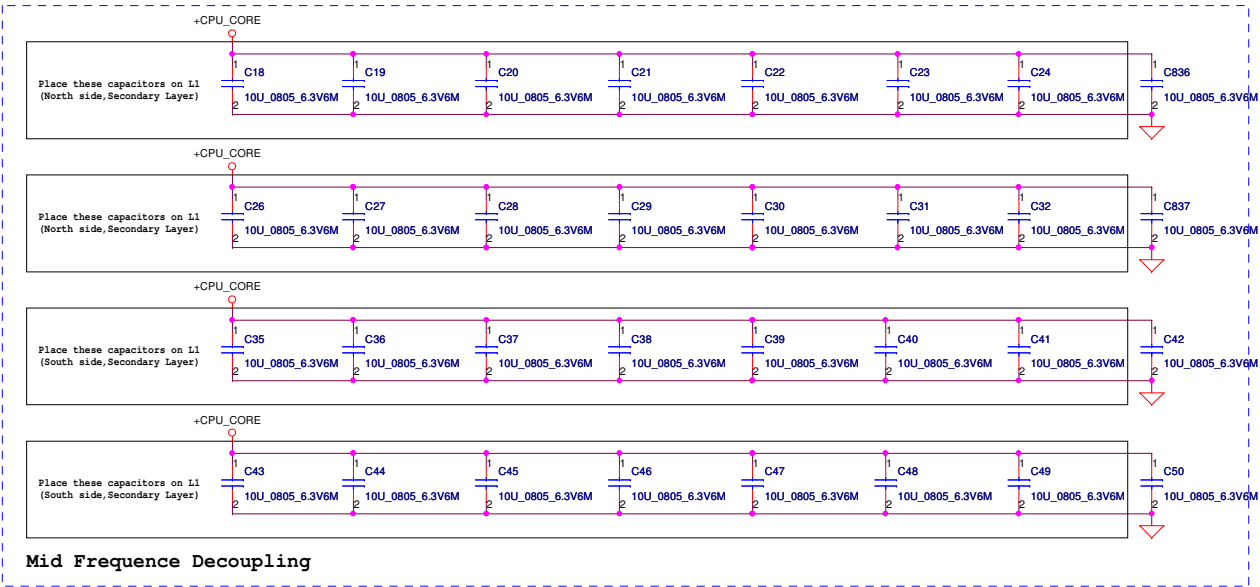 +CPU_CORE
1 1 1 1 1 1 1 1
C18 C19 C20 C21 C22 C23 C24 C836
Place these capacitors on L1
(North side,Secondary Layer)
10U_0805_6.3V6M 10U_0805_6.3V6M 10U_0805_6.3V6M 10U_0805_6.3V6M 10U_0805_6.3V6M 10U_0805_6.3V6M 10U_0805_6.3V6M 10U_0805_6.3V6M
2 2 2 2 2 2 2 2
+CPU_CORE
1 1 1 1 1 1 1 1
C26 C27 C28 C29 C30 C31 C32 C837
Place these capacitors on L1
(North side,Secondary Layer)
10U_0805_6.3V6M 10U_0805_6.3V6M 10U_0805_6.3V6M 10U_0805_6.3V6M 10U_0805_6.3V6M 10U_0805_6.3V6M 10U_0805_6.3V6M 10U_0805_6.3V6M
2 2 2 2 2 2 2 2
+CPU_CORE
1 1 1 1 1 1 1 1
C35 C36 C37 C38 C39 C40 C41 C42
Place these capacitors on L1
(South side,Secondary Layer)
10U_0805_6.3V6M 10U_0805_6.3V6M 10U_0805_6.3V6M 10U_0805_6.3V6M 10U_0805_6.3V6M 10U_0805_6.3V6M 10U_0805_6.3V6M 10U_0805_6.3V6M
2 2 2 2 2 2 2 2
+CPU_CORE
1 1 1 1 1 1 1 1
C43 C44 C45 C46 C47 C48 C49 C50
Place these capacitors on L1
(South side,Secondary Layer)
10U_0805_6.3V6M 10U_0805_6.3V6M 10U_0805_6.3V6M 10U_0805_6.3V6M 10U_0805_6.3V6M 10U_0805_6.3V6M 10U_0805_6.3V6M 10U_0805_6.3V6M
2 2 2 2 2 2 2 2
Mid Frequence Decoupling